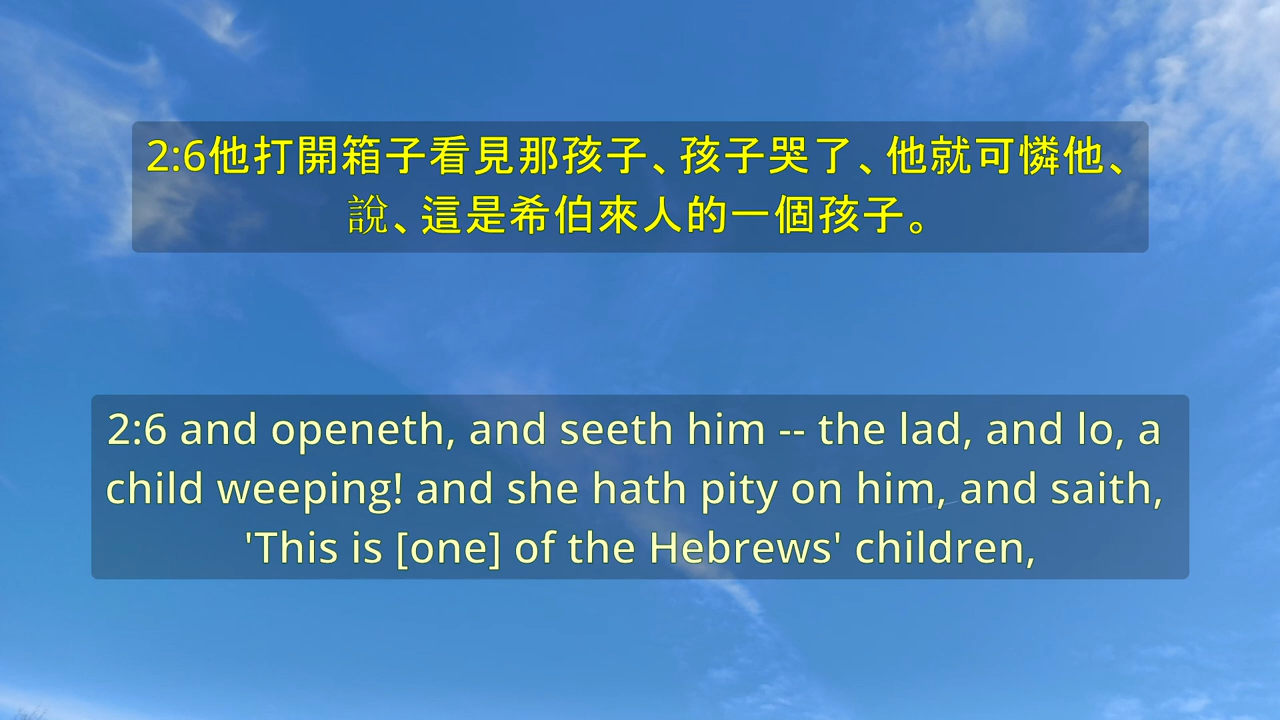 2:6他打開箱子看見那孩子、孩子哭了、他就可憐他、
說、這是希伯來人的一個孩子。
2:6 and openeth, and seeth him -- the lad, and lo, a
child weeping! and she hath pity on him, and saith,
'This is [one] of the Hebrews' children,